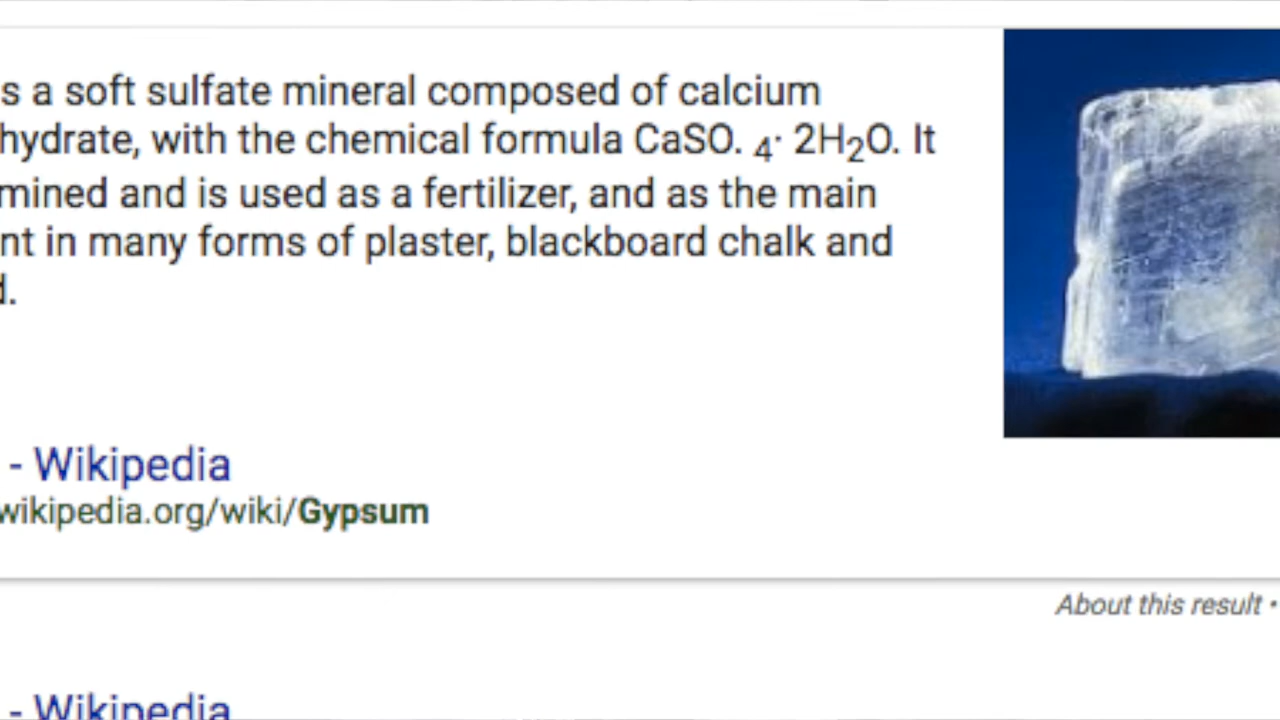 s a soft sulfate mineral composed of calcium
hydrate, with the chemical formula CaSO. 4· 2H2O. It
mined and is used as a fertilizer, and as the main
nt in many forms of plaster, blackboard chalk and
d.
- Wikipedia
wikipedia.org/wiki/Gypsum
About this result •
- Wikipedia